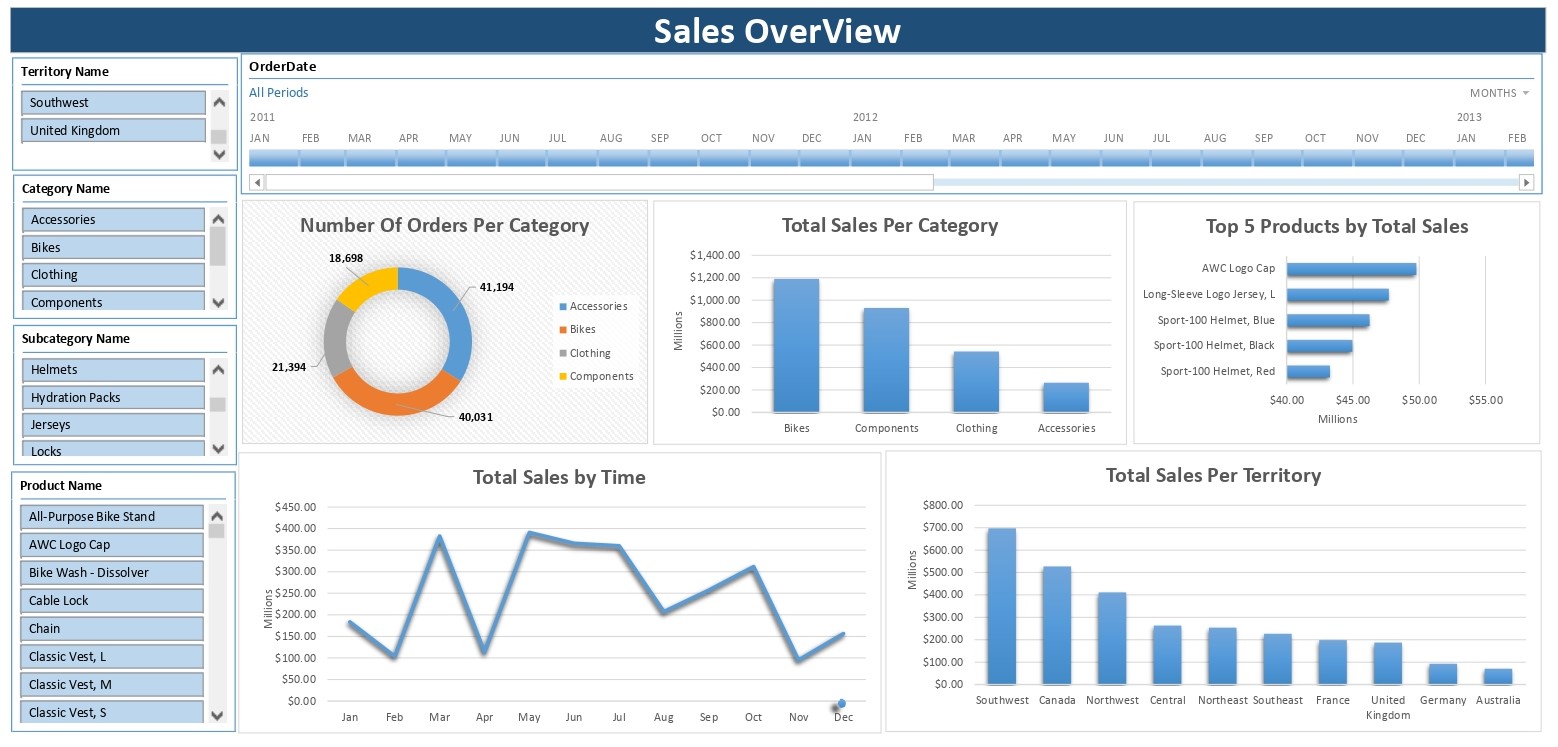 Sales OverView
Territory Name
Southwest
United Kingdom
OrderDate
All Periods
MONTHS
2011 2012 2013
JAN FEB MAR APR MAY JUN JUL AUG SEP OCT NOV DEC JAN FEB MAR APR MAY JUN JUL AUG SEP OCT NOV DEC JAN FEB
Category Name
Accessories
Bikes
Clothing
Components
Subcategory Name
Helmets
Hydration Packs
Jerseys
Locks
Product Name
All-Purpose Bike Stand
AWC Logo Cap
Bike Wash - Dissolver
Cable Lock
Chain
Classic Vest, L
Classic Vest, M
Classic Vest, S
Number Of Orders Per Category
18,698
41,194
21,394
40,031
Accessories
Bikes
Clothing
Components
Total Sales Per Category
Millions
$1,400.00
$1,200.00
$1,000.00
$800.00
$600.00
$400.00
$200.00
$0.00
Bikes Components Clothing Accessories
Top 5 Products by Total Sales
AWC Logo Cap
Long-Sleeve Logo Jersey, L
Sport-100 Helmet, Blue
Sport-100 Helmet, Black
Sport-100 Helmet, Red
$40.00 $45.00 $50.00 $55.00
Millions
Total Sales by Time
Millions
$450.00
$400.00
$350.00
$300.00
$250.00
$200.00
$150.00
$100.00
$50.00
$0.00
Jan Feb Mar Apr May Jun Jul Aug Sep Oct Nov Dec
Total Sales Per Territory
Millions
$800.00
$700.00
$600.00
$500.00
$400.00
$300.00
$200.00
$100.00
$0.00
Southwest Canada Northwest Central Northeast Southeast France United Germany Australia
Kingdom